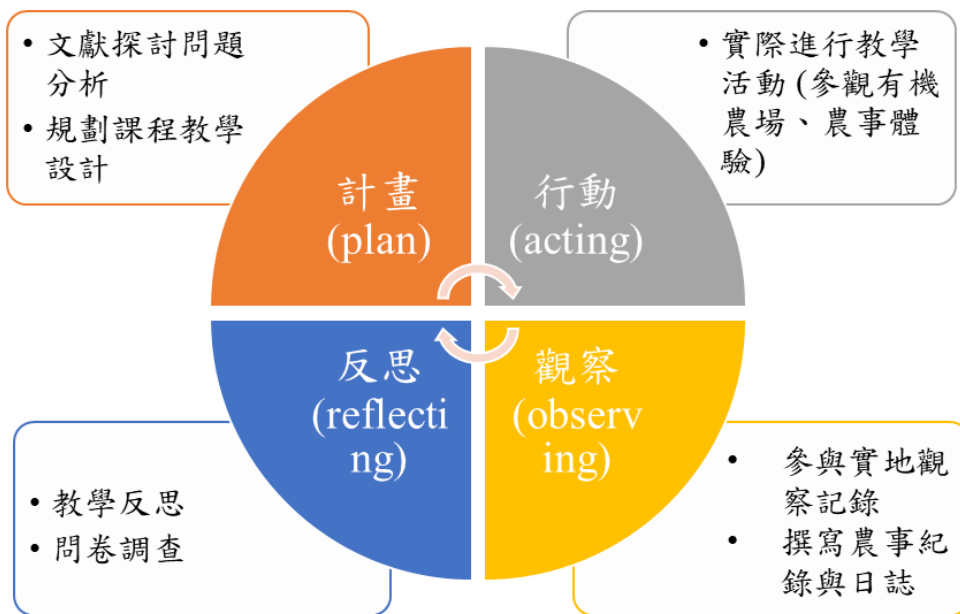 • 文獻探討問題
分析
• 規劃課程教學
設計
計畫
(plan)
行動
(acting)
• 實際進行教學
活動 (參觀有機
農場、農事體
驗)
反思
(reflecti
ng)
觀察
(observ
ing)
• 教學反思
• 問卷調查
• 參與實地觀
察記錄
• 撰寫農事紀
錄與日誌